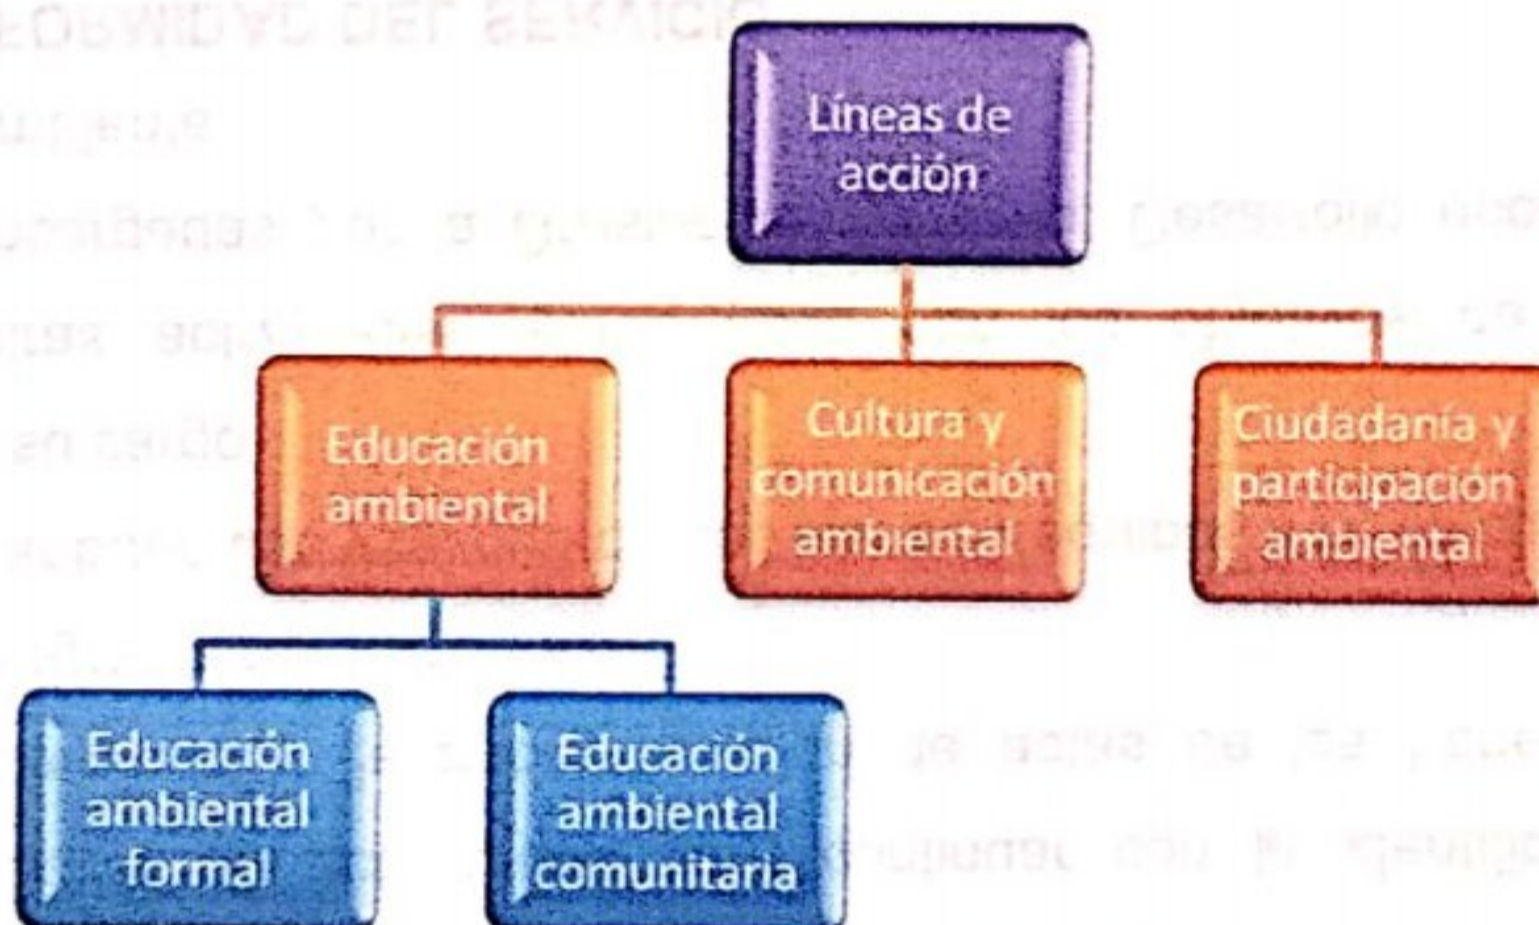 Líneas de
acción
Educación
ambiental
Cultura y
comunicación
ambiental
Ciudadanía y
participación
ambiental
Educación
ambiental
formal
Educación
ambiental
comunitaria